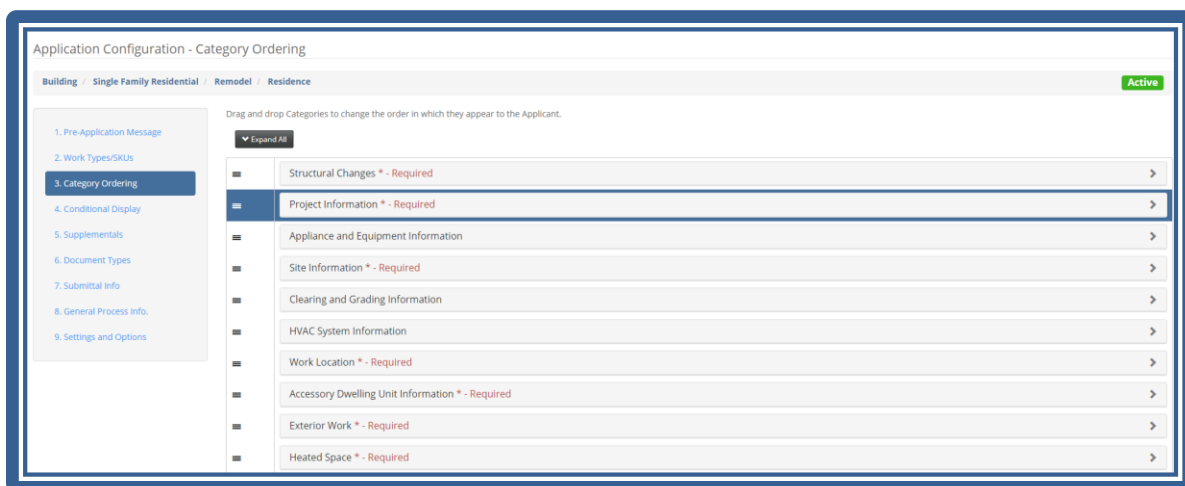 Application Configuration - Category Ordering
Building / Single Family Residential / Remodel / Residence
Active
1. Pre-Application Message
2. Work Types/SKUs
3. Category Ordering
4. Conditional Display
5. Supplementals
6. Document Types
7. Submittal Info
8. General Process Info.
9. Settings and Options
Drag and drop Categories to change the order in which they appear to the Applicant.
Expand All
Structural Changes * - Required
Project Information * - Required
Appliance and Equipment Information
Site Information * - Required
Clearing and Grading Information
HVAC System Information
Work Location * - Required
Accessory Dwelling Unit Information * - Required
Exterior Work * - Required
Heated Space * - Required